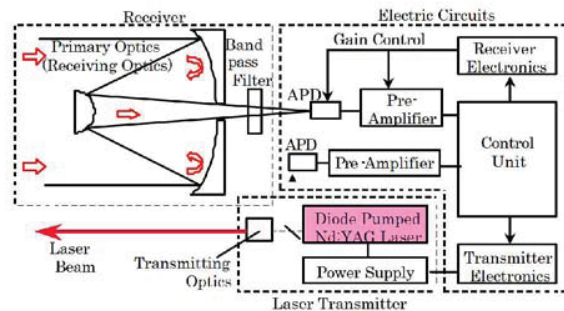 Receiver
Electric Circuits
Primary Optics
(Receiving Optics)
Band
pass
Filter
Gain Control
Receiver
Electronics
APD
Pre-
Amplifier
Control
Unit
APD
Pre-Amplifier
Diode Pumped
Nd:YAG Laser
Laser
Beam
Transmitting
Optics
Power Supply
Transmitter
Electronics
Laser Transmitter